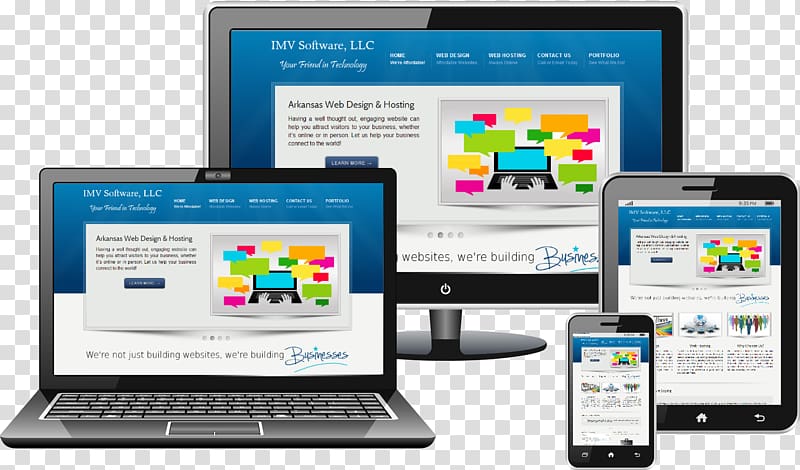 IMV Software, LLC
Your Friend in Technology
HOME WEB DESIGN WEB HOSTING CONTACT US PORTFOLIO
We're Affordable! Affordable Websites Always Online Call or Email Today See What We Do!
Arkansas Web Design & Hosting
Having a well thought out, engaging website can
help you attract visitors to your business, whether
it's online or in person. Let us help your business
connect to the world!
LEARN MORE →
websites, we're building Businesses
IMV Software, LLC
Your Friend in Technology
HOME WEB DESIGN WEB HOSTING CONTACT US PORTFOLIO
We're Affordable! Affordable Websites Always Online Call or Email Today See What We Do!
Arkansas Web Design & Hosting
Having a well thought out, engaging website can
help you attract visitors to your business, whether
it's online or in person. Let us help your business
connect to the world!
LEARN MORE →
We're not just building websites, we're building Businesses
IMV Software, LLC
Your Friend in Technology
Arkansas Web Design & Hosting
We're not just building websites, we're building Businesses
Web Hosting